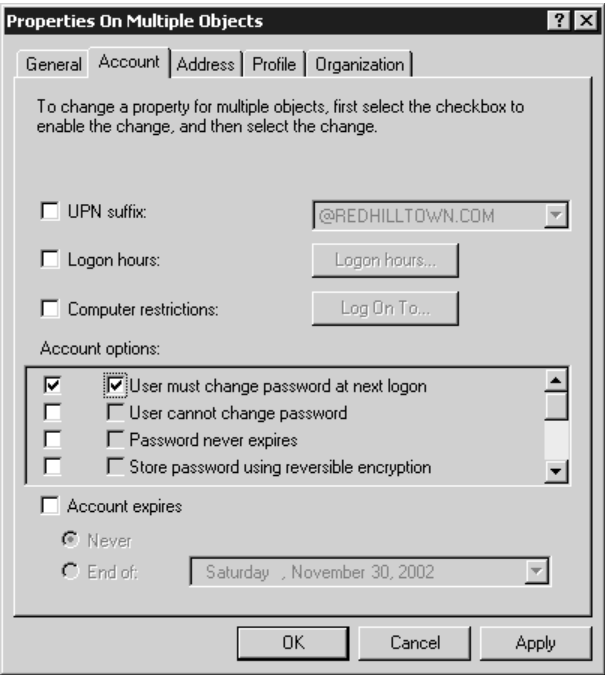 Properties On Multiple Objects
General Account Address Profile Organization
To change a property for multiple objects, first select the checkbox to
enable the change, and then select the change.
UPN suffix: @REDHILLTOWN.COM
Logon hours: Logon hours...
Computer restrictions: Log On To...
Account options:
User must change password at next logon
User cannot change password
Password never expires
Store password using reversible encryption
Account expires
Never
End of: Saturday , November 30, 2002
OK Cancel Apply